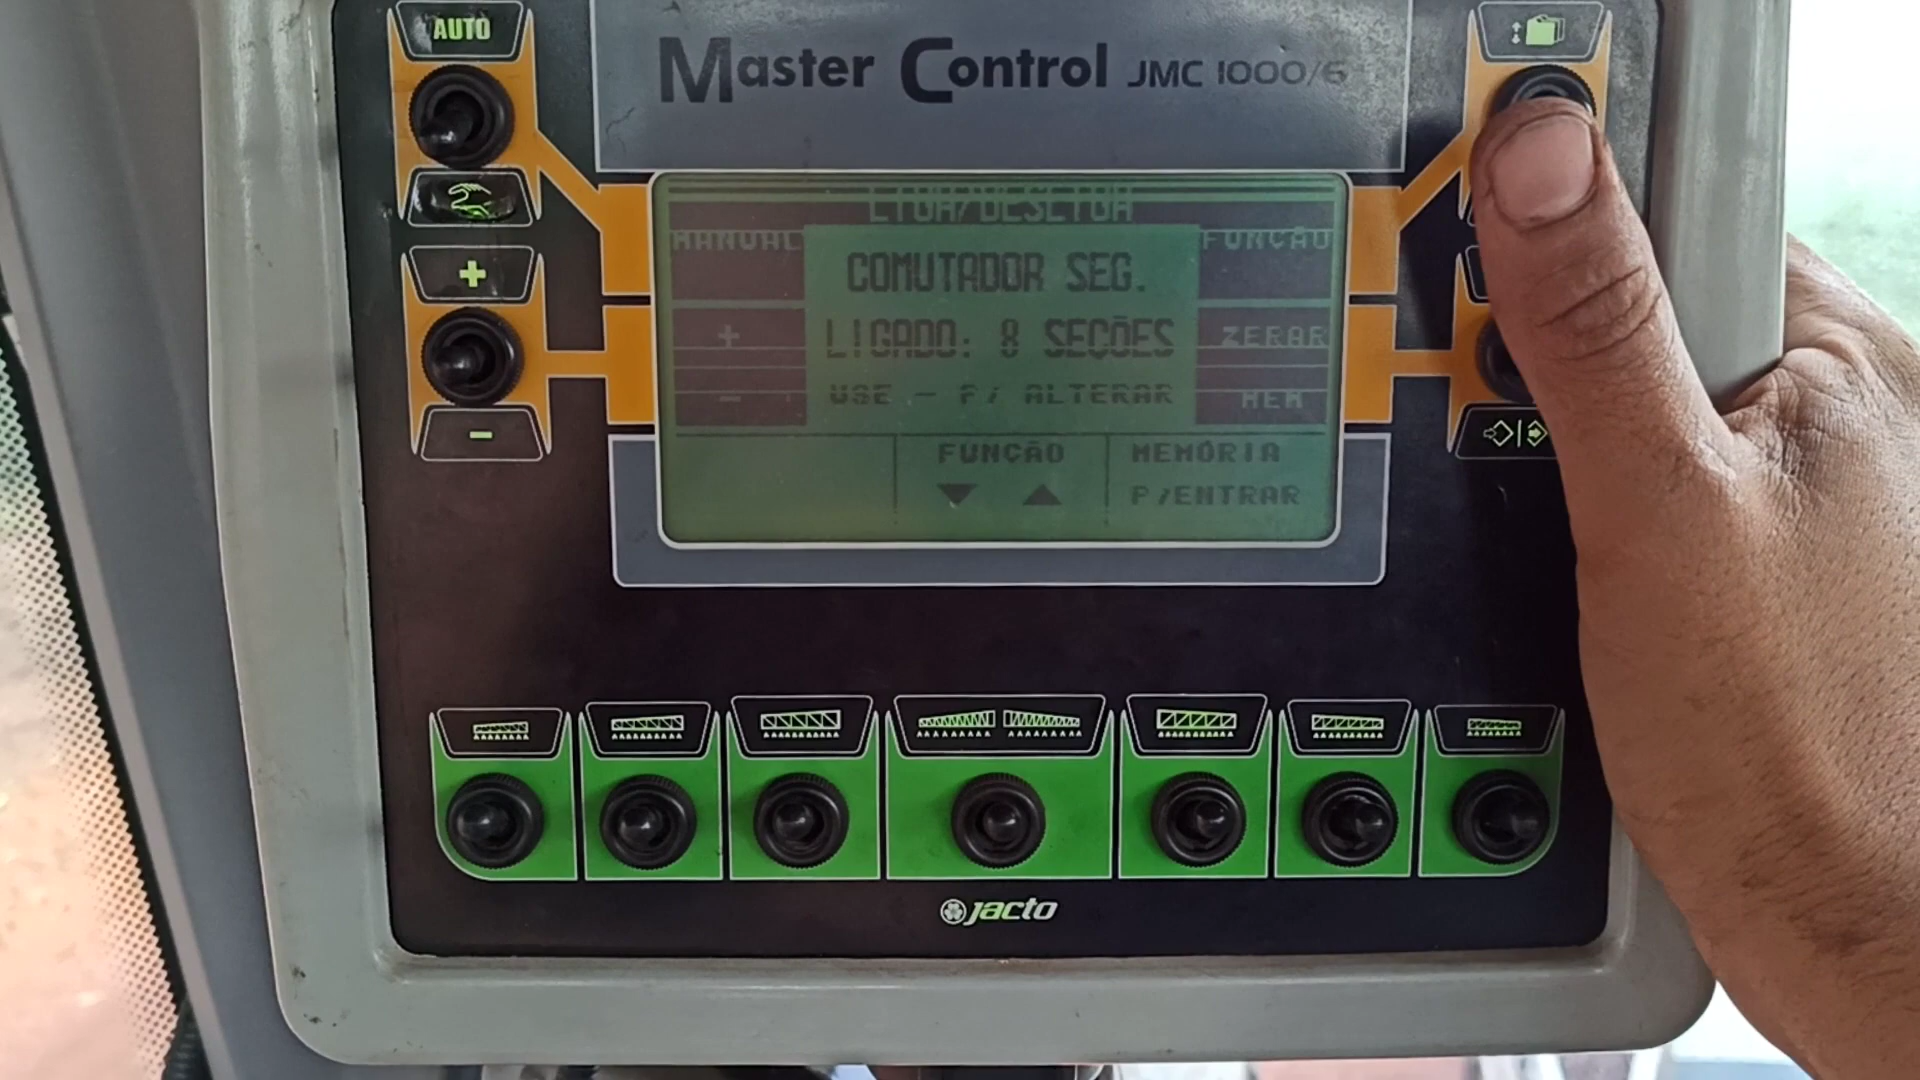 AUTO
Master Control JMC 1000/6
LIGA/DESLIGA
MANUAL
FUNÇÃO
COMUTADOR SEG.
+
LIGADO: 8 SEÇÕES
ZERAR
-
USE - P/ ALTERAR
MEM
FUNÇÃO
MEMÓRIA
P/ENTRAR
jacto